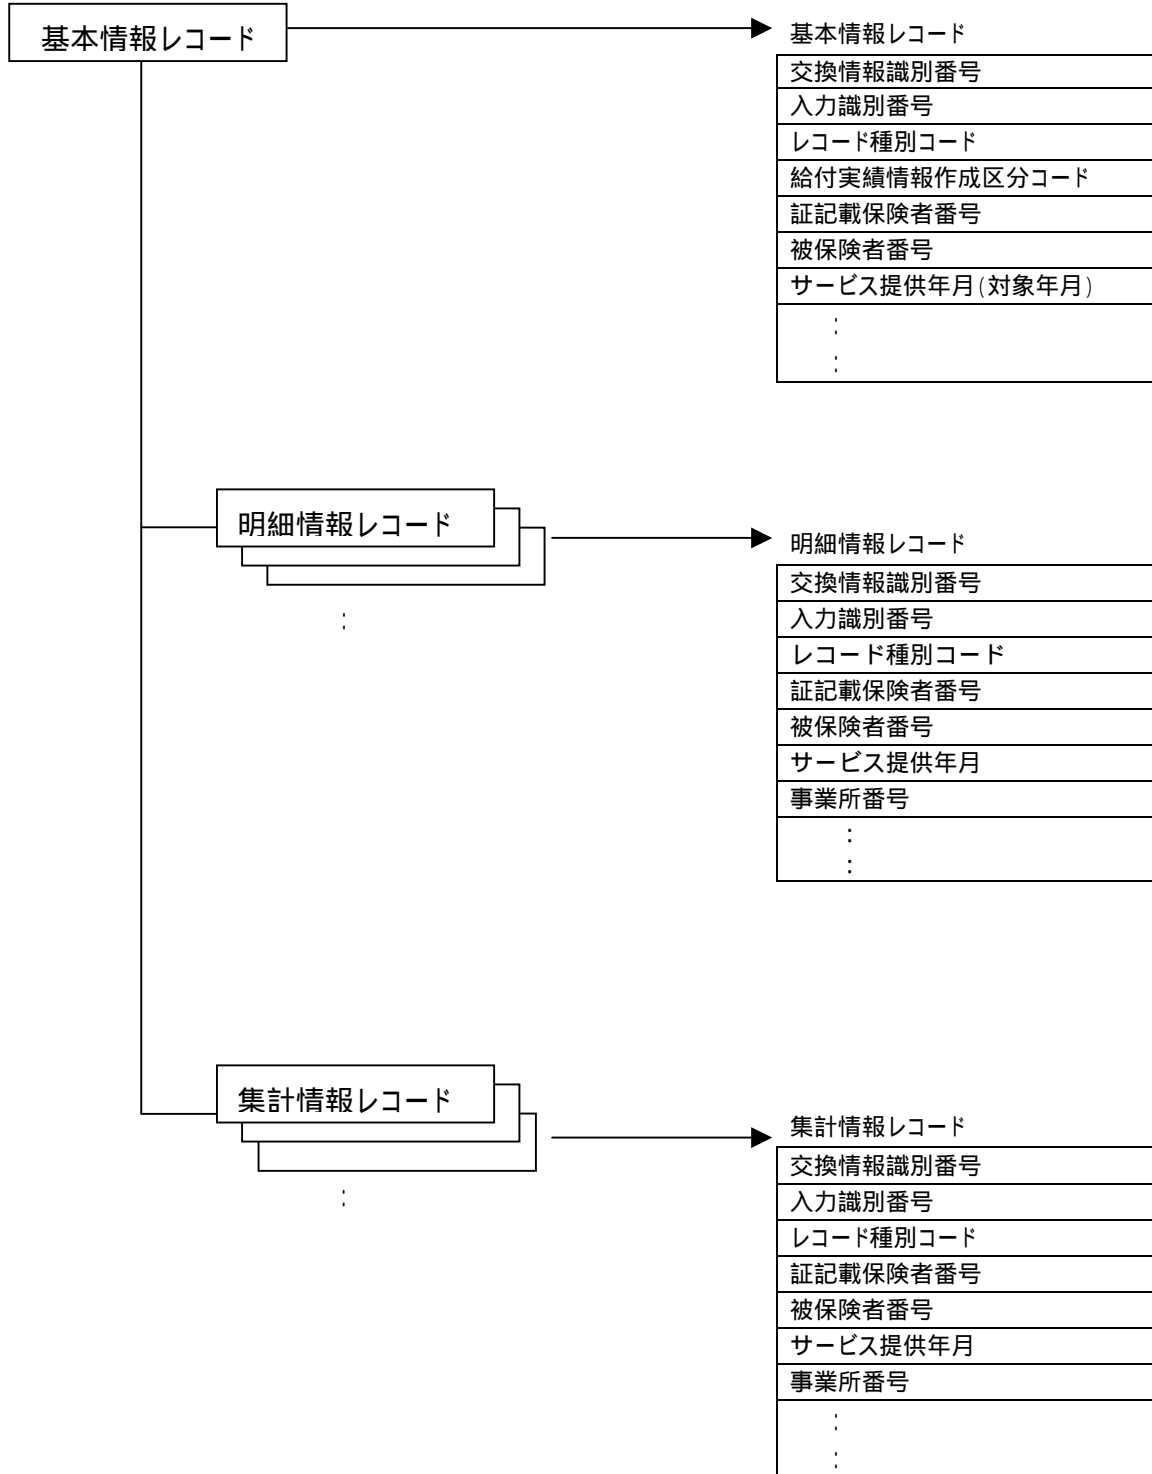 基本情報レコード
基本情報レコード
交換情報識別番号
入力識別番号
レコード種別コード
給付実績情報作成区分コード
証記載保険者番号
被保険者番号
サービス提供年月(対象年月)
:
:
明細情報レコード
:
明細情報レコード
交換情報識別番号
入力識別番号
レコード種別コード
証記載保険者番号
被保険者番号
サービス提供年月
事業所番号
:
:
集計情報レコード
:
集計情報レコード
交換情報識別番号
入力識別番号
レコード種別コード
証記載保険者番号
被保険者番号
サービス提供年月
事業所番号
:
: